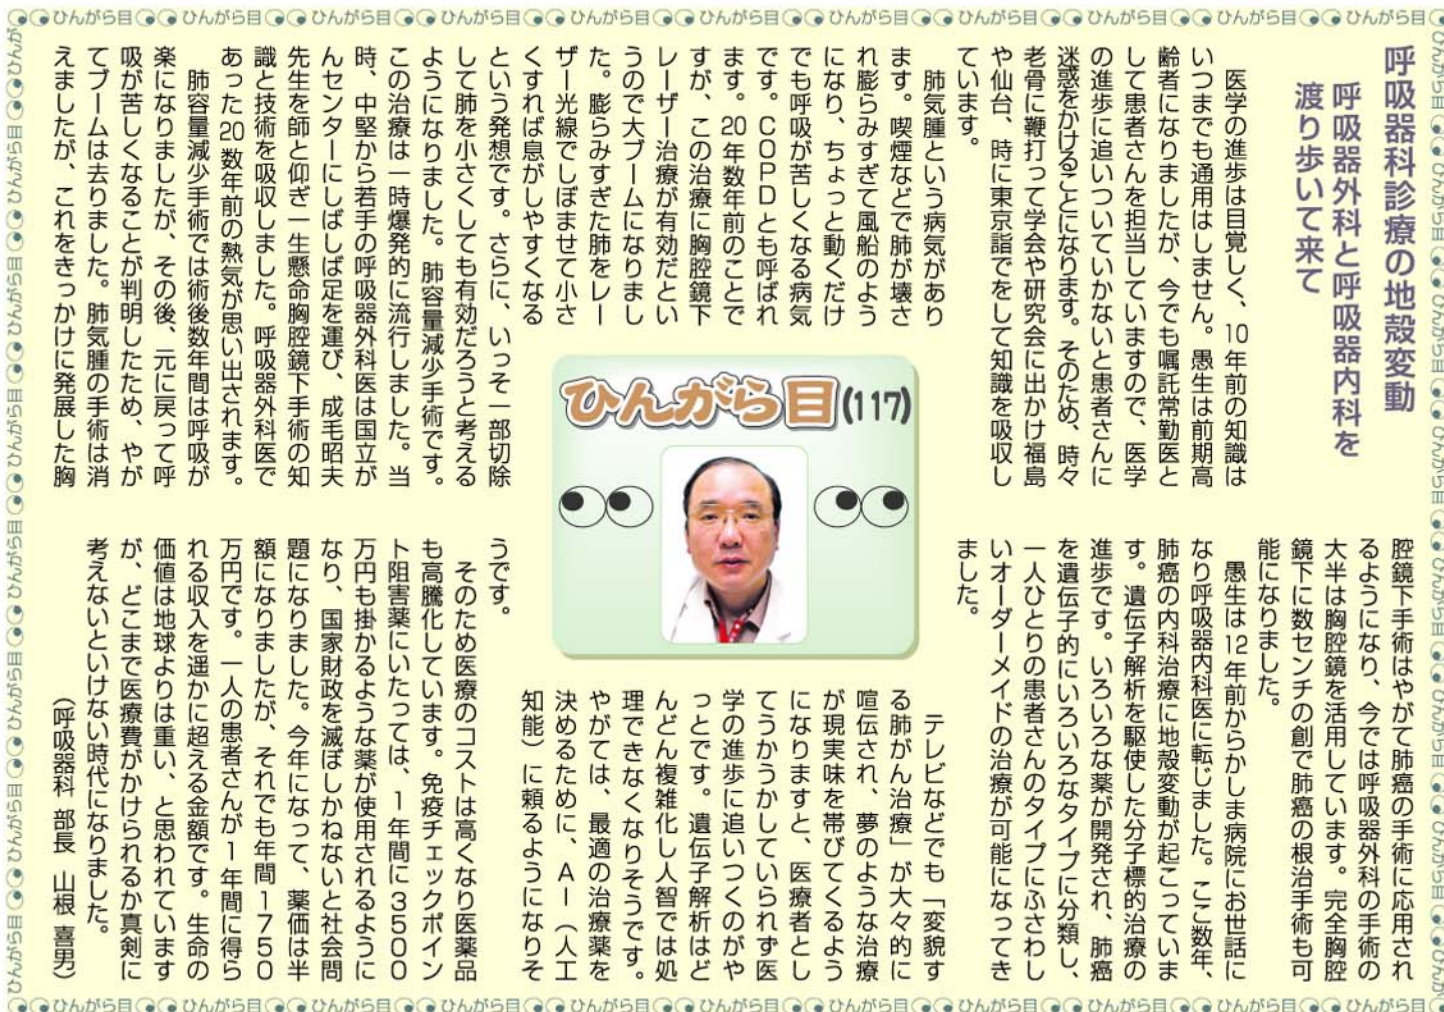 呼吸器科診療の地殻変動
呼吸器外科と呼吸器内科を
渡り歩いて来て
医学の進歩は目覚しく、10年前の知識は
いつまでも通用はしません。愚生は前期高
齢者になりましたが、今でも嘱託常勤医と
して患者さんを担当していますので、医学
の進歩に追いついていかないと患者さんに
迷惑をかけることになります。そのため、時々
老骨に鞭打って学会や研究会に出かけ福島
や仙台、時に東京詣でをして知識を吸収し
ています。
肺気腫という病気があり
ます。喫煙などで肺が壊さ
れ膨らみすぎて風船のよう
になり、ちょっと動くだけ
でも呼吸が苦しくなる病気
です。COPDとも呼ばれ
ます。20年数年前のことで
すが、この治療に胸腔鏡下
レーザー治療が有効だとい
うので大ブームになりまし
た。膨らみすぎた肺をレー
ザー光線でしぼませて小さ
くすれば息がしやすくなる
という発想です。さらに、いっそ一部切除
して肺を小さくしても有効だろうと考える
ようになりました。肺容量減少手術です。
この治療は一時爆発的に流行しました。当
時、中堅から若手の呼吸器外科医は国立が
んセンターにしばしば足を運び、成毛昭夫
先生を師と仰ぎ一生懸命胸腔鏡下手術の知
識と技術を吸収しました。呼吸器外科医で
あった20数年前の熱気が思い出されます。
肺容量減少手術では術後数年間は呼吸が
楽になりましたが、その後、元に戻って呼
吸が苦しくなることが判明したため、やが
てブームは去りました。肺気腫の手術は消
えましたが、これをきっかけに発展した胸
腔鏡下手術はやがて肺癌の手術に応用され
るようになり、今では呼吸器外科の手術の
大半は胸腔鏡を活用しています。完全胸腔
鏡下に数センチの創で肺癌の根治手術も可
能になりました。
愚生は12年前からかしま病院にお世話に
なり呼吸器内科医に転じました。ここ数年、
肺癌の内科治療に地殻変動が起こっていま
す。遺伝子解析を駆使した分子標的治療の
進歩です。いろいろな薬が開発され、肺癌
を遺伝子的にいろいろなタイプに分類し、
一人ひとりの患者さんのタイプにふさわし
いオーダーメイドの治療が可能になってき
ました。
テレビなどでも「変貌す
る肺がん治療」が大々的に
喧伝され、夢のような治療
が現実味を帯びてくるよう
になりますと、医療者とし
てうかうかしていられず医
学の進歩に追いつくのがや
っとです。遺伝子解析はど
んどん複雑化し人智では処
理できなくなりそうです。
やがては、最適の治療薬を
決めるために、AI（人工
知能）に頼るようになりそ
うです。
そのため医療のコストは高くなり医薬品
も高騰化しています。免疫チェックポイン
ト阻害薬にいたっては、1年間に3500
万円も掛かるような薬が使用されるように
なり、国家財政を滅ぼしかねないと社会問
題になりました。今年になって、薬価は半
額になりましたが、それでも年間1750
万円です。一人の患者さんが1年間に得ら
れる収入を遥かに超える金額です。生命の
価値は地球よりは重い、と思われています
が、どこまで医療費がかけられるか真剣に
考えないといけない時代になりました。
（呼吸器科 部長 山根 喜男）
ひんがら目(117)
ひんがら目 ひんがら目 ひんがら目 ひんがら目 ひんがら目 ひんがら目 ひんがら目 ひんがら目 ひんがら目 ひんがら目 ひんがら目